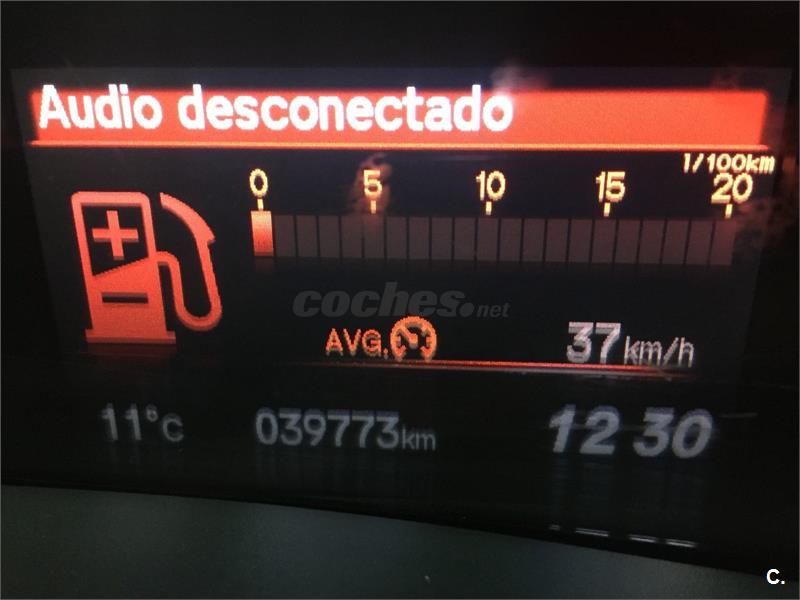 Audio desconectado
l/100km
0 5 10 15 20
coches.net
AVG. 37 km/h
11°C 039773 km 12 30
C.